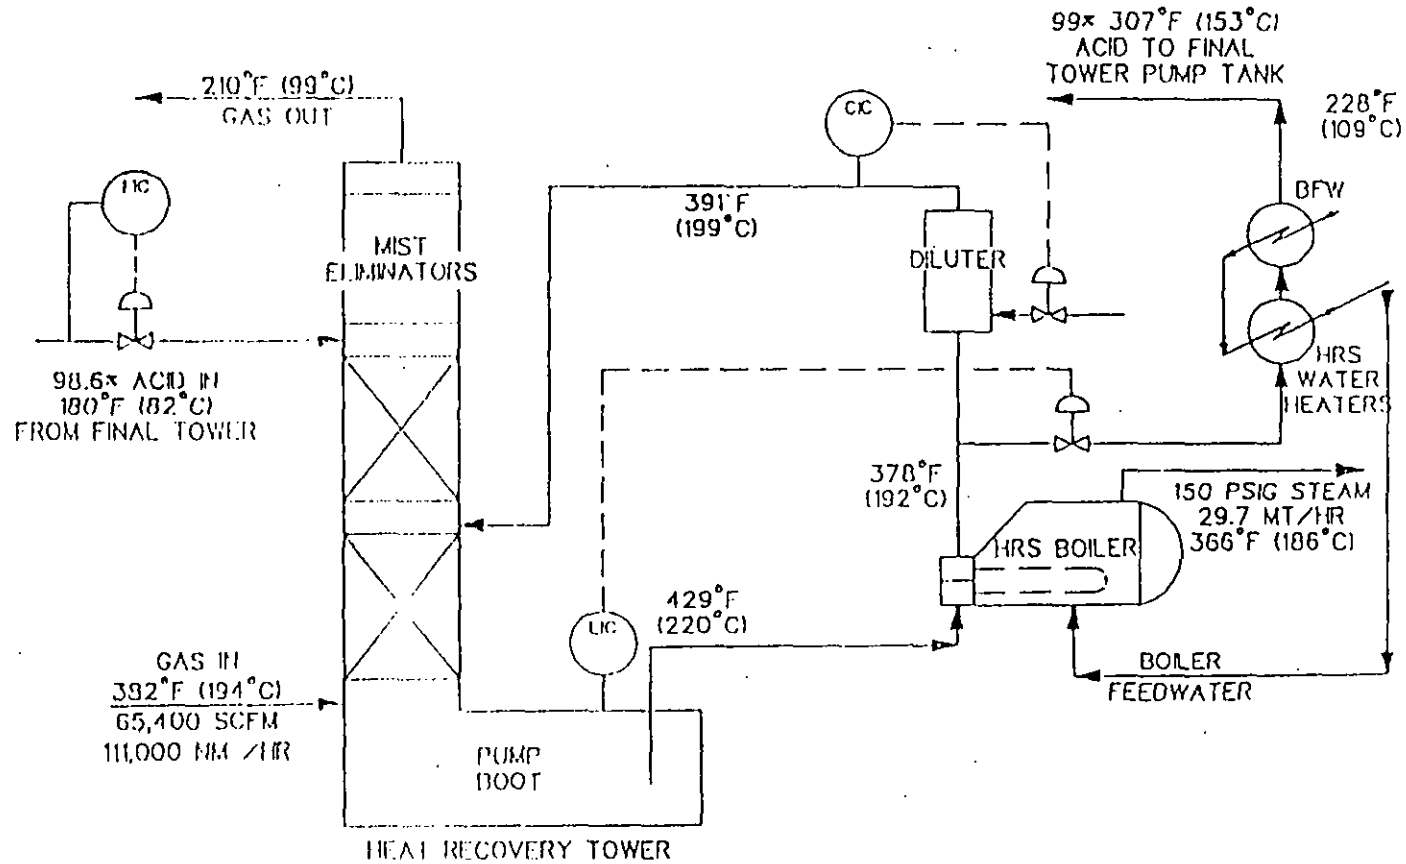 210°F (99°C)
GAS OUT
98.6% ACID IN
180°F (82°C)
FROM FINAL TOWER
MIST
ELIMINATORS
GAS IN
382°F (194°C)
65,400 SCFM
111,000 NM /HR
PUMP
BOOT
HEAT RECOVERY TOWER
LIC
429°F
(220°C)
391°F
(199°C)
CIC
DILUTER
378°F
(192°C)
99% 307°F (153°C)
ACID TO FINAL
TOWER PUMP TANK
228°F
(109°C)
BFW
HRS
WATER
HEATERS
150 PSIG STEAM
29.7 MT/HR
366°F (186°C)
HRS BOILER
BOILER
FEEDWATER